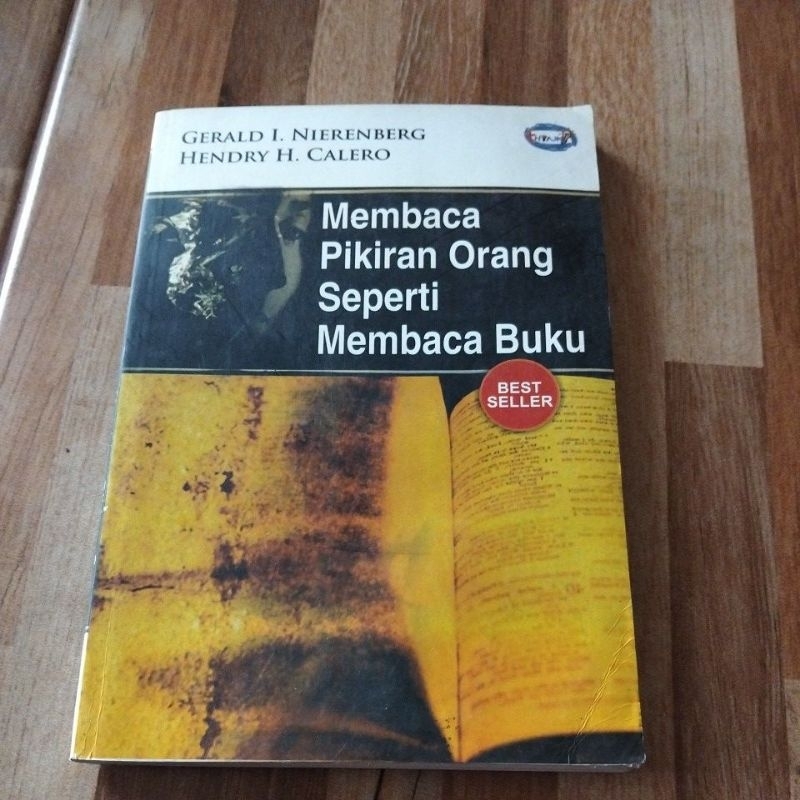 GERALD I. NIERENBERG
HENDRY H. CALERO
Membaca
Pikiran Orang
Seperti
Membaca Buku
BEST
SELLER